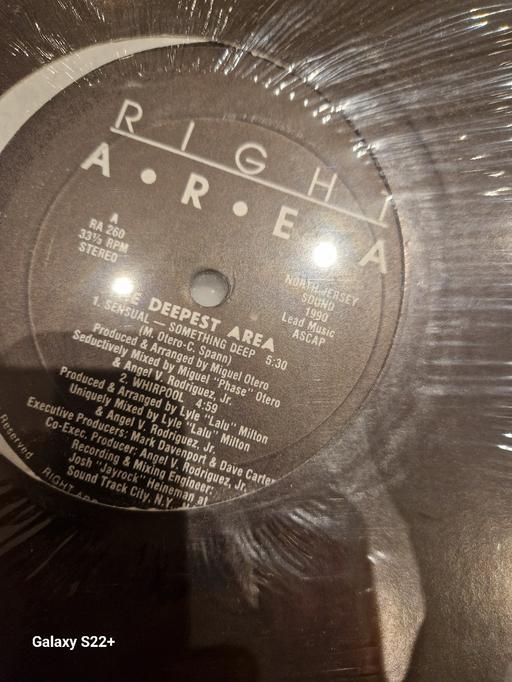 RIGHT
A•R•E•A
A
RA 260
33⅓ RPM
STEREO
NORTH JERSEY
SOUND
1990
Lead Music
ASCAP
DEEPEST AREA
1. SENSUAL — SOMETHING DEEP 5:30
(M. Otero-C. Spann)
Produced & Arranged by Miguel Otero
Seductively Mixed by Miguel "Phase" Otero
& Angel V. Rodriguez, Jr.
2. WHIRPOOL 4:59
Produced & Arranged by Lyle "Lalu" Milton
Uniquely Mixed by Lyle "Lalu" Milton
& Angel V. Rodriguez, Jr.
Executive Producers: Mark Davenport & Dave Carter
Co-Exec. Producer: Angel V. Rodriguez, Jr.
Recording & Mixing Engineer:
Josh "Jayrock" Heineman at
Sound Track City, N.Y.
Reserved
RIGHT
Galaxy S22+